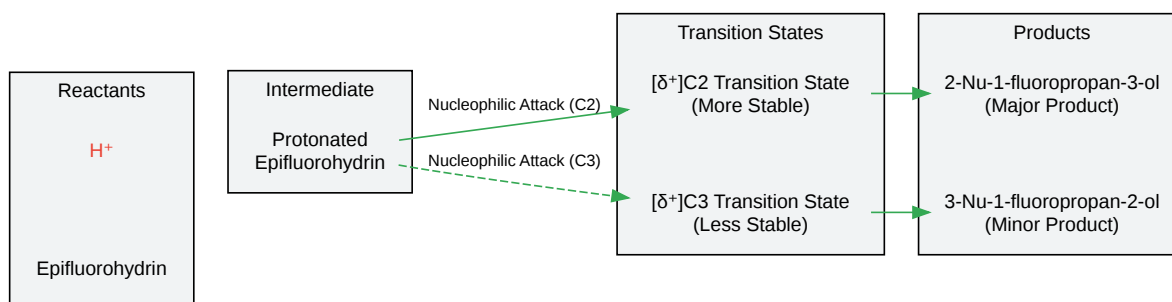 Reactants
H⁺
Epifluorohydrin
Intermediate
Protonated
Epifluorohydrin
Nucleophilic Attack (C2)
Nucleophilic Attack (C3)
Transition States
[δ⁺]C2 Transition State
(More Stable)
[δ⁺]C3 Transition State
(Less Stable)
Products
2-Nu-1-fluoropropan-3-ol
(Major Product)
3-Nu-1-fluoropropan-2-ol
(Minor Product)